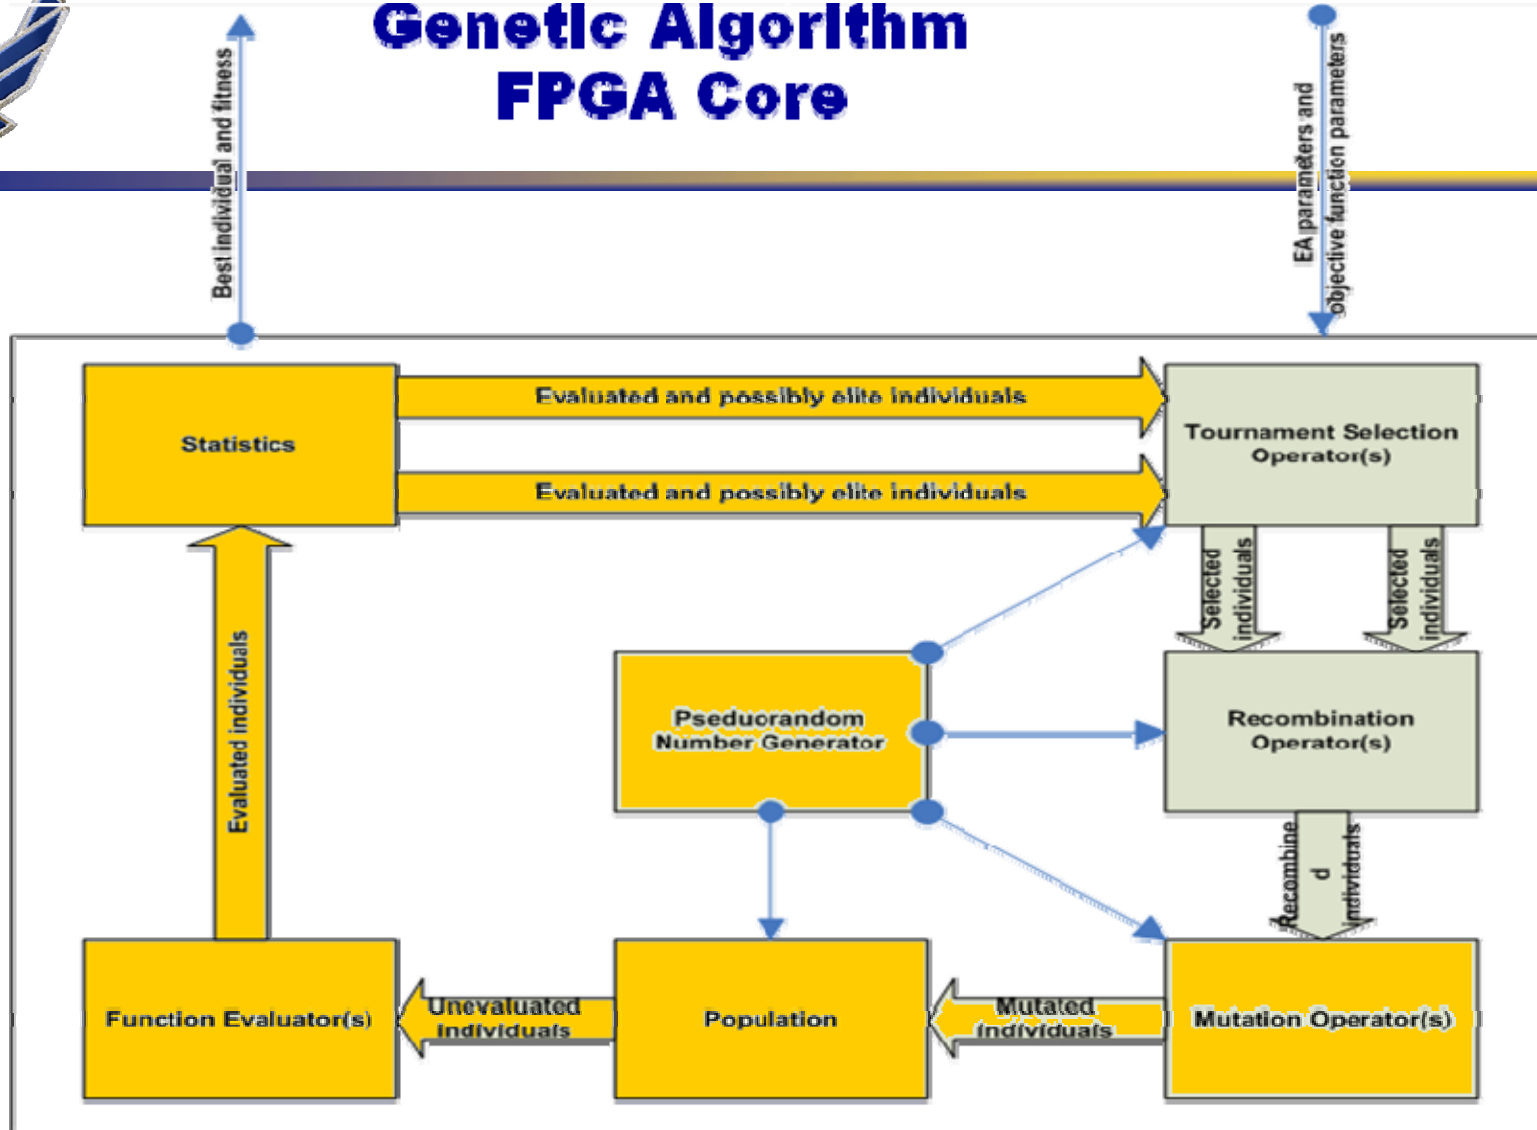 Genetic Algorithm
FPGA Core
Best individual and fitness
EA parameters and
objective function parameters
Statistics
Evaluated and possibly elite individuals
Evaluated and possibly elite individuals
Tournament Selection
Operator(s)
Selected
individuals
Selected
individuals
Evaluated individuals
Pseduorandom
Number Generator
Recombination
Operator(s)
Recombine
d
individuals
Function Evaluator(s)
Unevaluated
individuals
Population
Mutated
individuals
Mutation Operator(s)